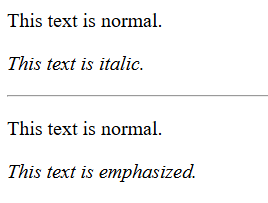 This text is normal.
This text is italic.
This text is normal.
This text is emphasized.